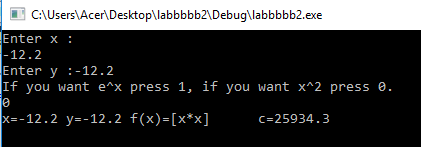 C:\Users\Acer\Desktop\labbbbb2\Debug\labbbbb2.exe
Enter x :
-12.2
Enter y :-12.2
If you want e^x press 1, if you want x^2 press 0.
0
x=-12.2 y=-12.2 f(x)=[x*x]      c=25934.3